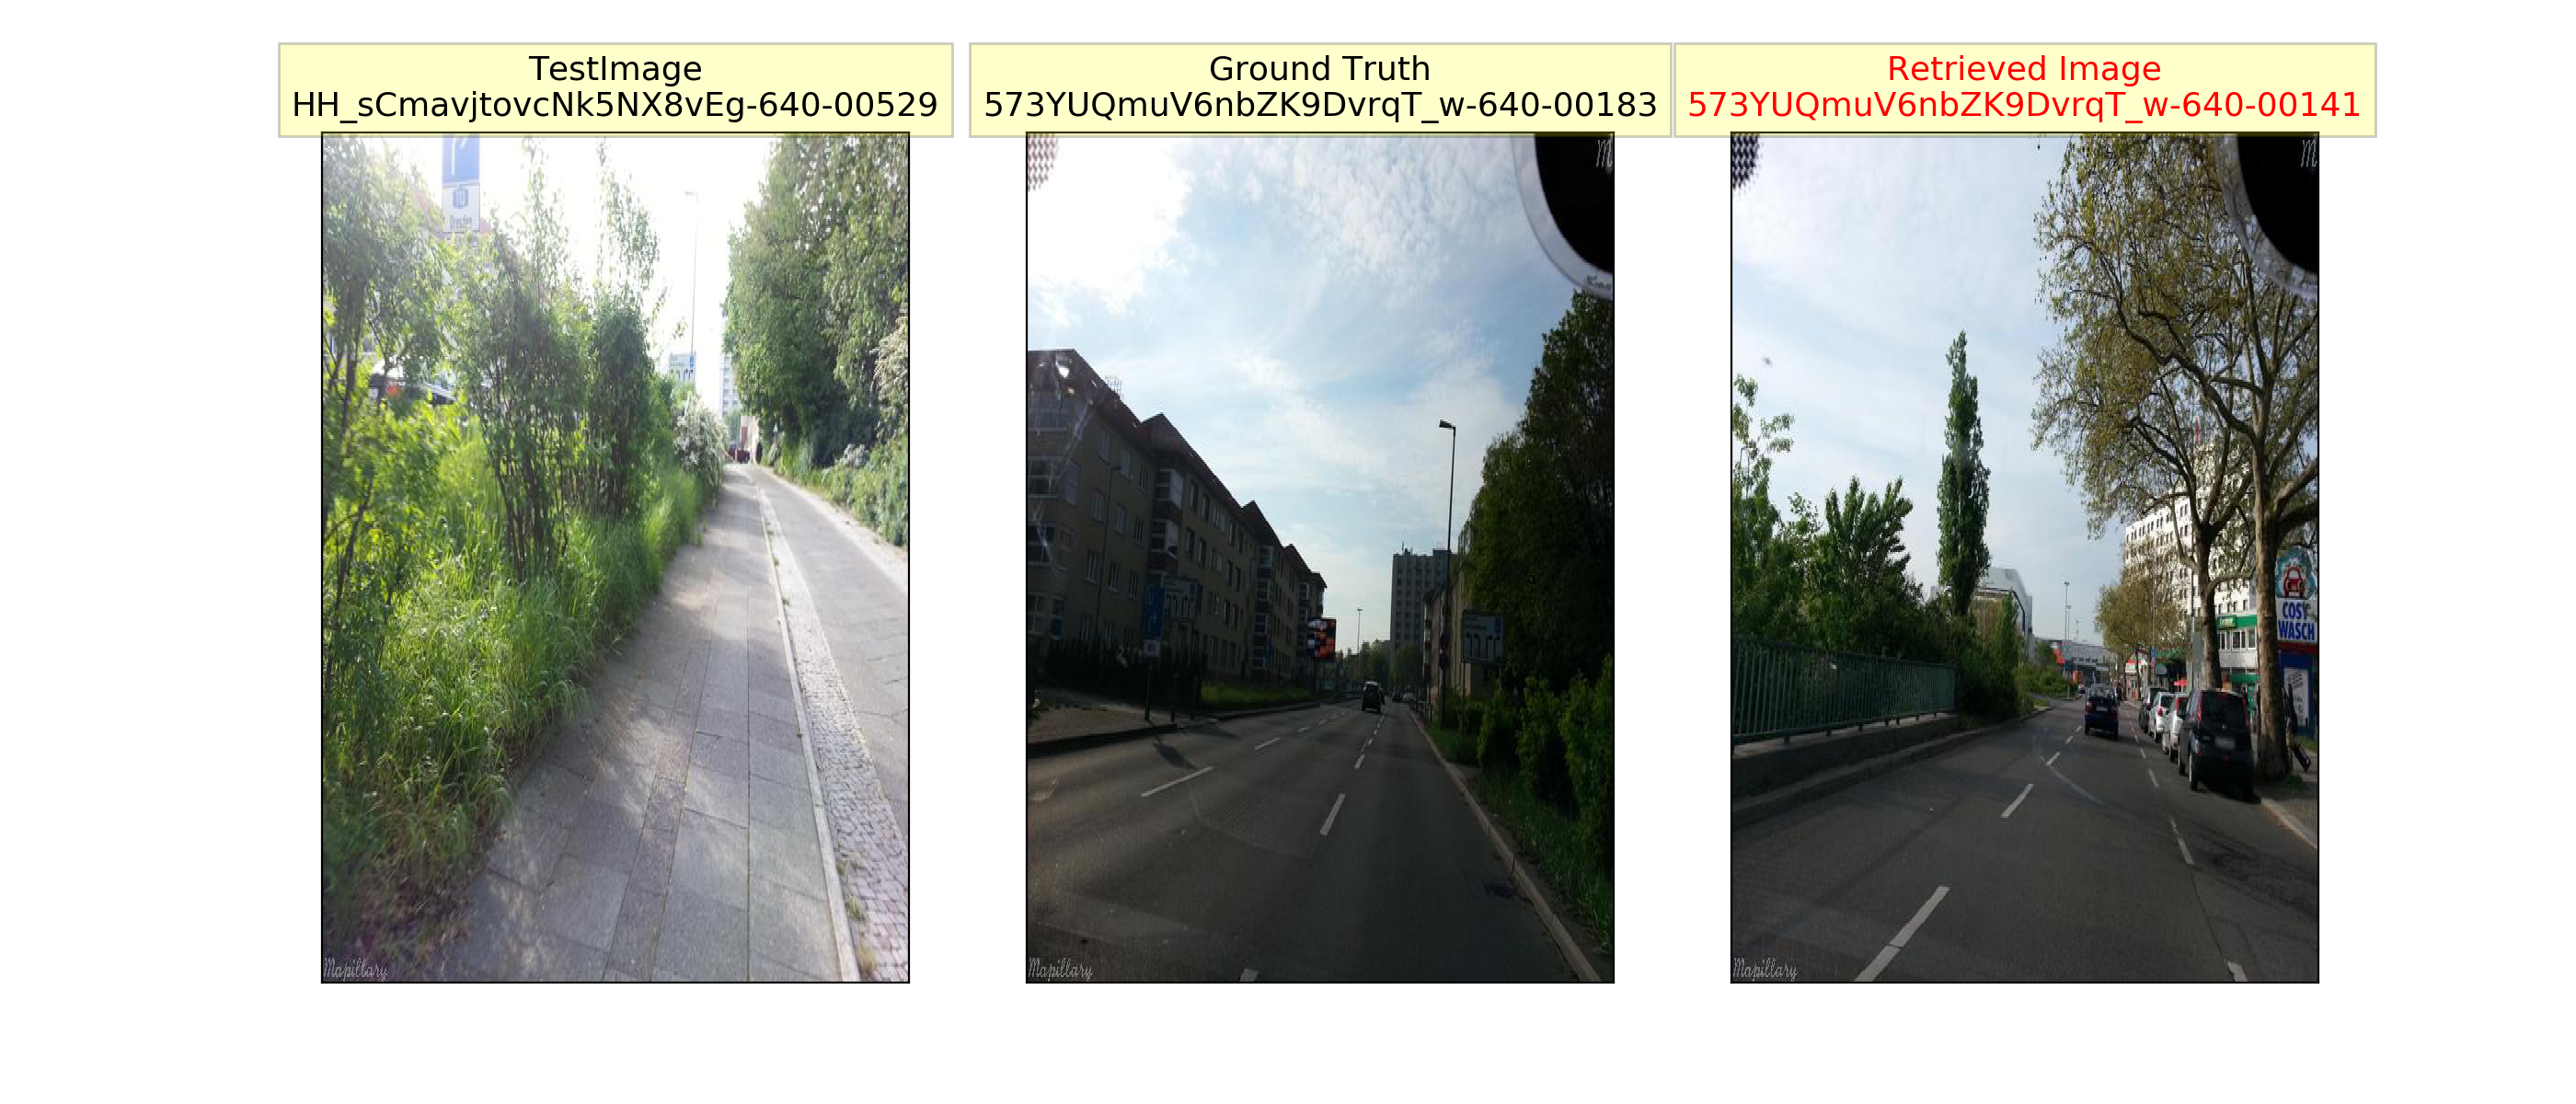 TestImage
HH_sCmavjtovcNk5NX8vEg-640-00529
Ground Truth
573YUQmuV6nbZK9DvrqT_w-640-00183
Retrieved Image
573YUQmuV6nbZK9DvrqT_w-640-00141
Dresden
M
M
COSY
WASCH
Mapillary
Mapillary
Mapillary